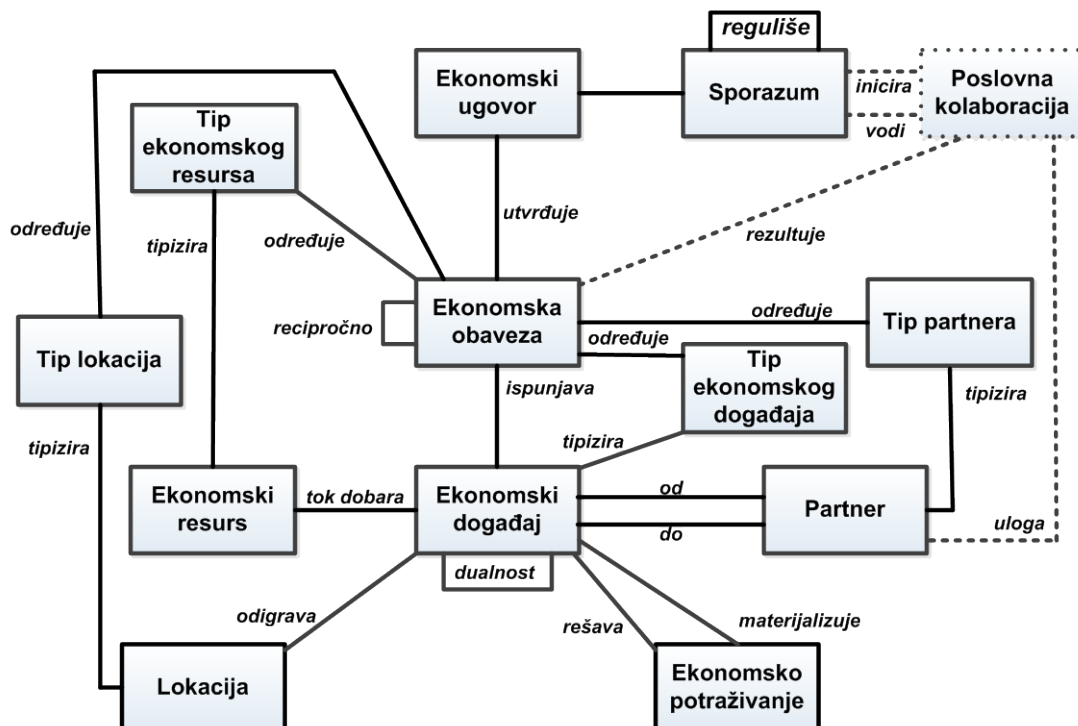 reguliše
Ekonomski
ugovor
Sporazum
inicira
vodi
Poslovna
kolaboracija
Tip
ekonomskog
resursa
određuje
tipizira
određuje
utvrđuje
rezultuje
recipročno
Ekonomska
obaveza
određuje
određuje
Tip partnera
Tip lokacija
ispunjava
Tip
ekonomskog
događaja
tipizira
tipizira
tipizira
Ekonomski
resurs
tok dobara
Ekonomski
događaj
od
do
Partner
uloga
dualnost
odigrava
rešava
materijalizuje
Lokacija
Ekonomsko
potraživanje